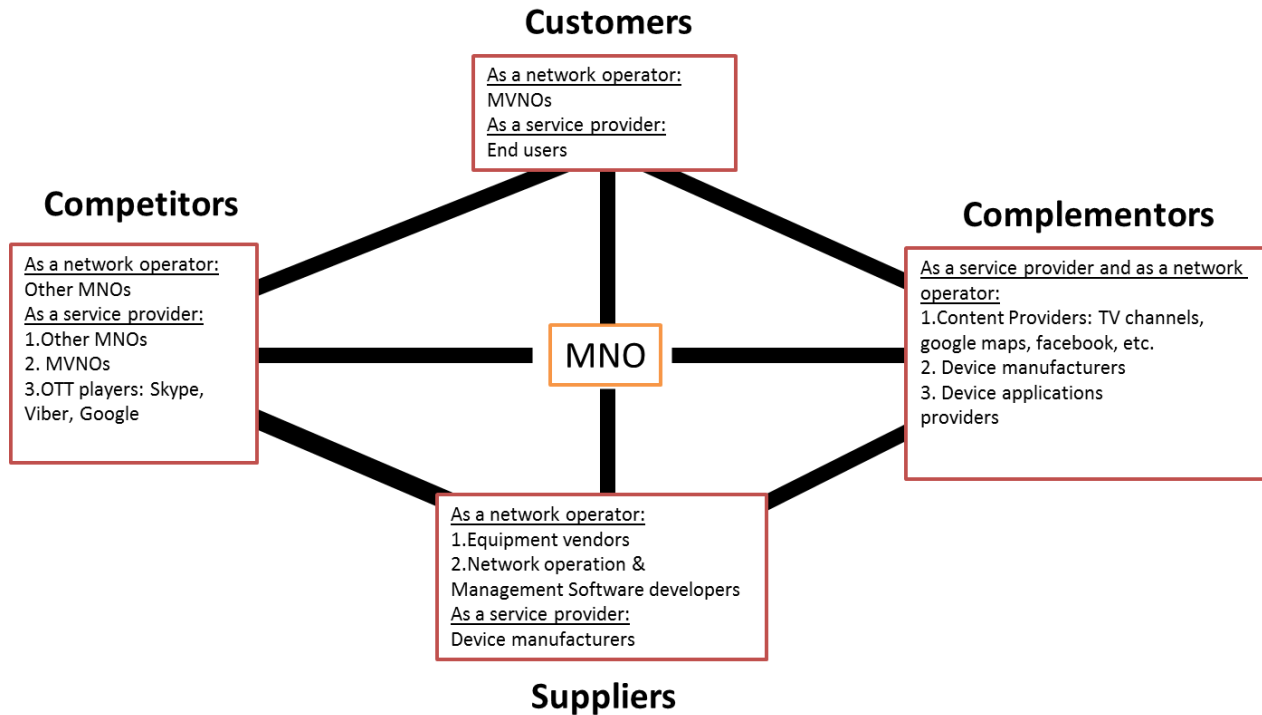 Customers
As a network operator:
MVNOs
As a service provider:
End users
Competitors
As a network operator:
Other MNOs
As a service provider:
1.Other MNOs
2. MVNOs
3.OTT players: Skype,
Viber, Google
MNO
Complementors
As a service provider and as a network
operator:
1.Content Providers: TV channels,
google maps, facebook, etc.
2. Device manufacturers
3. Device applications
providers
As a network operator:
1.Equipment vendors
2.Network operation &
Management Software developers
As a service provider:
Device manufacturers
Suppliers